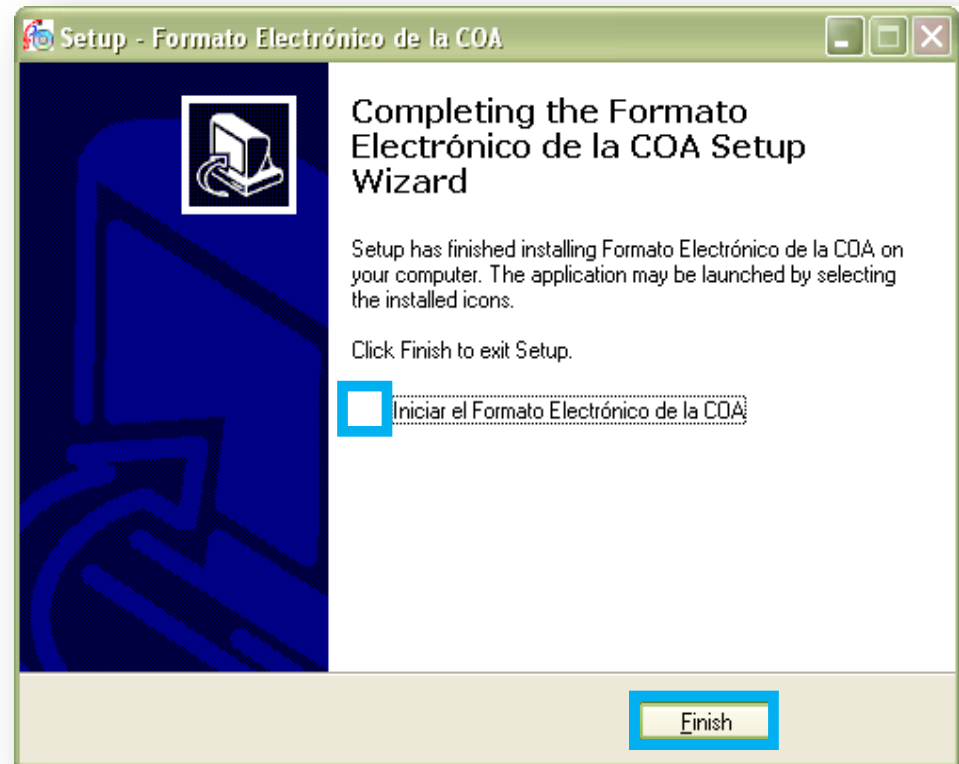 Setup - Formato Electrónico de la COA
Completing the Formato
Electrónico de la COA Setup
Wizard
Setup has finished installing Formato Electrónico de la COA on
your computer. The application may be launched by selecting
the installed icons.
Click Finish to exit Setup.
Iniciar el Formato Electrónico de la COA
Finish